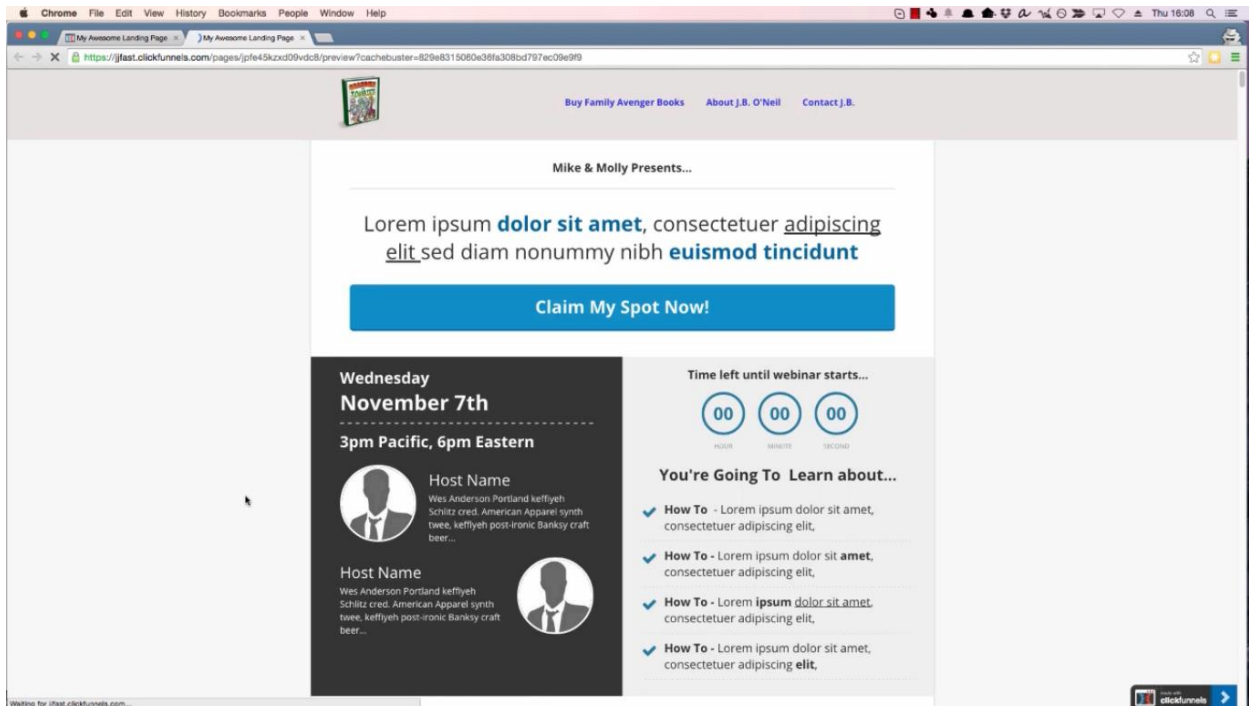 Chrome File Edit View History Bookmarks People Window Help Thu 16:08
My Awesome Landing Page My Awesome Landing Page
https://jjfast.clickfunnels.com/pages/jpfe45kzxd09vdc8/preview?cachebuster=829e8315060e36fa308bd797ec09e9f9
Buy Family Avenger Books About J.B. O'Neil Contact J.B.
Mike & Molly Presents...
Lorem ipsum dolor sit amet, consectetuer adipiscing
elit sed diam nonummy nibh euismod tincidunt
Claim My Spot Now!
Wednesday
November 7th
3pm Pacific, 6pm Eastern
Host Name
Wes Anderson Portland keffiyeh
Schlitz cred. American Apparel synth
twee, keffiyeh post-ironic Banksy craft
beer...
Host Name
Wes Anderson Portland keffiyeh
Schlitz cred. American Apparel synth
twee, keffiyeh post-ironic Banksy craft
beer...
Time left until webinar starts...
00 00 00
HOUR MINUTE SECOND
You're Going To Learn about...
How To - Lorem ipsum dolor sit amet,
consectetuer adipiscing elit,
How To - Lorem ipsum dolor sit amet,
consectetuer adipiscing elit,
How To - Lorem ipsum dolor sit amet,
consectetuer adipiscing elit,
How To - Lorem ipsum dolor sit amet,
consectetuer adipiscing elit,
Waiting for jjfast.clickfunnels.com...
made with
clickfunnels